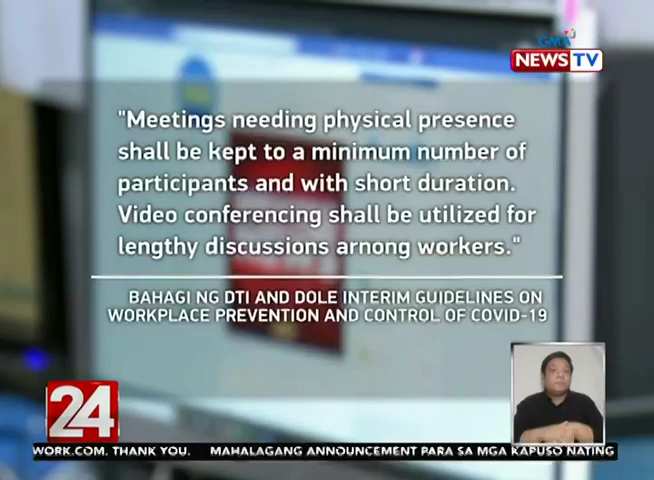 GMA
NEWS TV
"Meetings needing physical presence
shall be kept to a minimum number of
participants and with short duration.
Video conferencing shall be utilized for
lengthy discussions arnong workers."
BAHAGI NG DTI AND DOLE INTERIM GUIDELINES ON
WORKPLACE PREVENTION AND CONTROL OF COVID-19
24
WORK.COM. THANK YOU. MAHALAGANG ANNOUNCEMENT PARA SA MGA KAPUSO NATING